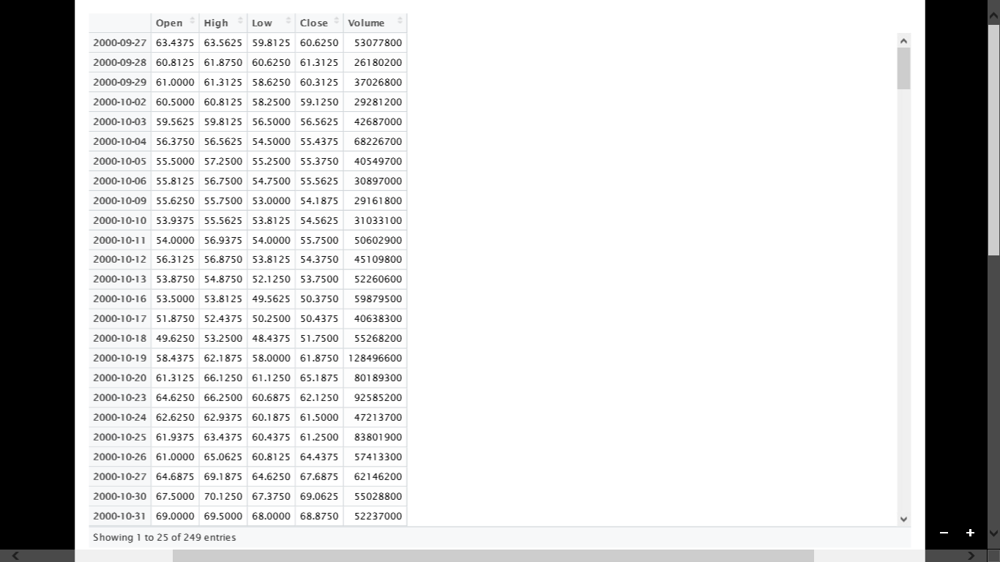 Open High Low Close Volume
2000-09-27 63.4375 63.5625 59.8125 60.6250 53077800
2000-09-28 60.8125 61.8750 60.6250 61.3125 26180200
2000-09-29 61.0000 61.3125 58.6250 60.3125 37026800
2000-10-02 60.5000 60.8125 58.2500 59.1250 29281200
2000-10-03 59.5625 59.8125 56.5000 56.5625 42687000
2000-10-04 56.3750 56.5625 54.5000 55.4375 68226700
2000-10-05 55.5000 57.2500 55.2500 55.3750 40549700
2000-10-06 55.8125 56.7500 54.7500 55.5625 30897000
2000-10-09 55.6250 55.7500 53.0000 54.1875 29161800
2000-10-10 53.9375 55.5625 53.8125 54.5625 31033100
2000-10-11 54.0000 56.9375 54.0000 55.7500 50602900
2000-10-12 56.3125 56.8750 53.8125 54.3750 45109800
2000-10-13 53.8750 54.8750 52.1250 53.7500 52260600
2000-10-16 53.5000 53.8125 49.5625 50.3750 59879500
2000-10-17 51.8750 52.4375 50.2500 50.4375 40638300
2000-10-18 49.6250 53.2500 48.4375 51.7500 55268200
2000-10-19 58.4375 62.1875 58.0000 61.8750 128496600
2000-10-20 61.3125 66.1250 61.1250 65.1875 80189300
2000-10-23 64.6250 66.2500 60.6875 62.1250 92585200
2000-10-24 62.6250 62.9375 60.1875 61.5000 47213700
2000-10-25 61.9375 63.4375 60.4375 61.2500 83801900
2000-10-26 61.0000 65.0625 60.8125 64.4375 57413300
2000-10-27 64.6875 69.1875 64.6250 67.6875 62146200
2000-10-30 67.5000 70.1250 67.3750 69.0625 55028800
2000-10-31 69.0000 69.5000 68.0000 68.8750 52237000
Showing 1 to 25 of 249 entries